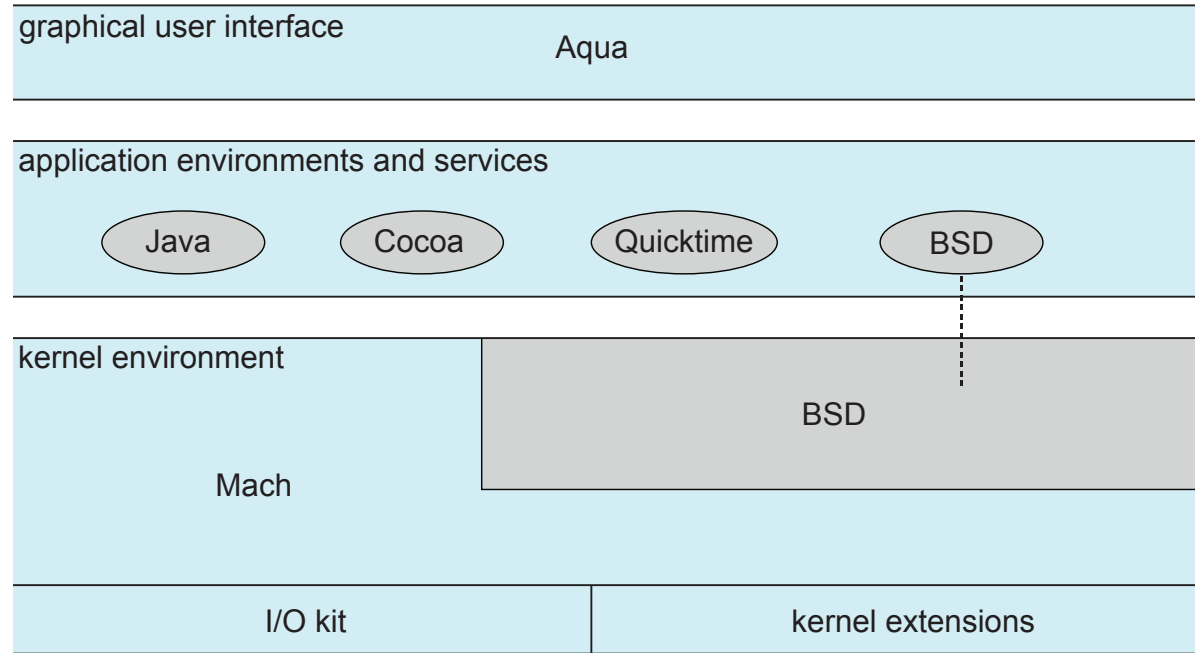 graphical user interface
Aqua
application environments and services
Java
Cocoa
Quicktime
BSD
kernel environment
BSD
Mach
I/O kit
kernel extensions